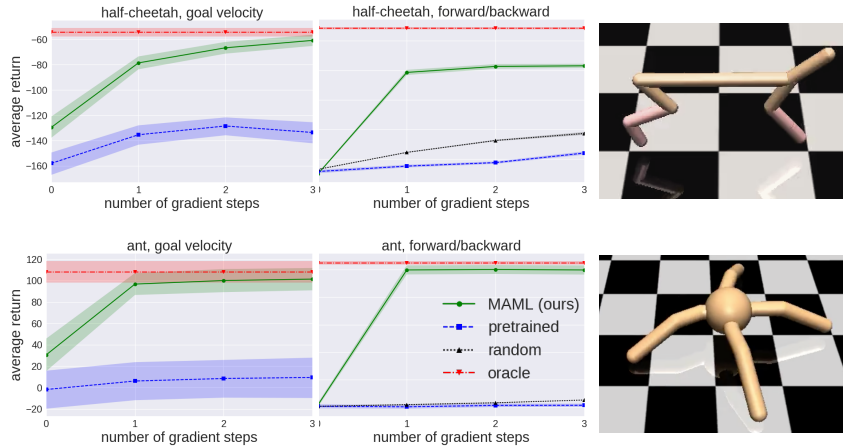 half-cheetah, goal velocity
half-cheetah, forward/backward
−60
−80
−100
−120
−140
−160
average return
0
1
2
3
number of gradient steps
1
2
3
number of gradient steps
ant, goal velocity
ant, forward/backward
120
100
80
60
40
20
0
−20
average return
0
1
2
3
number of gradient steps
MAML (ours)
pretrained
random
oracle
1
2
3
number of gradient steps